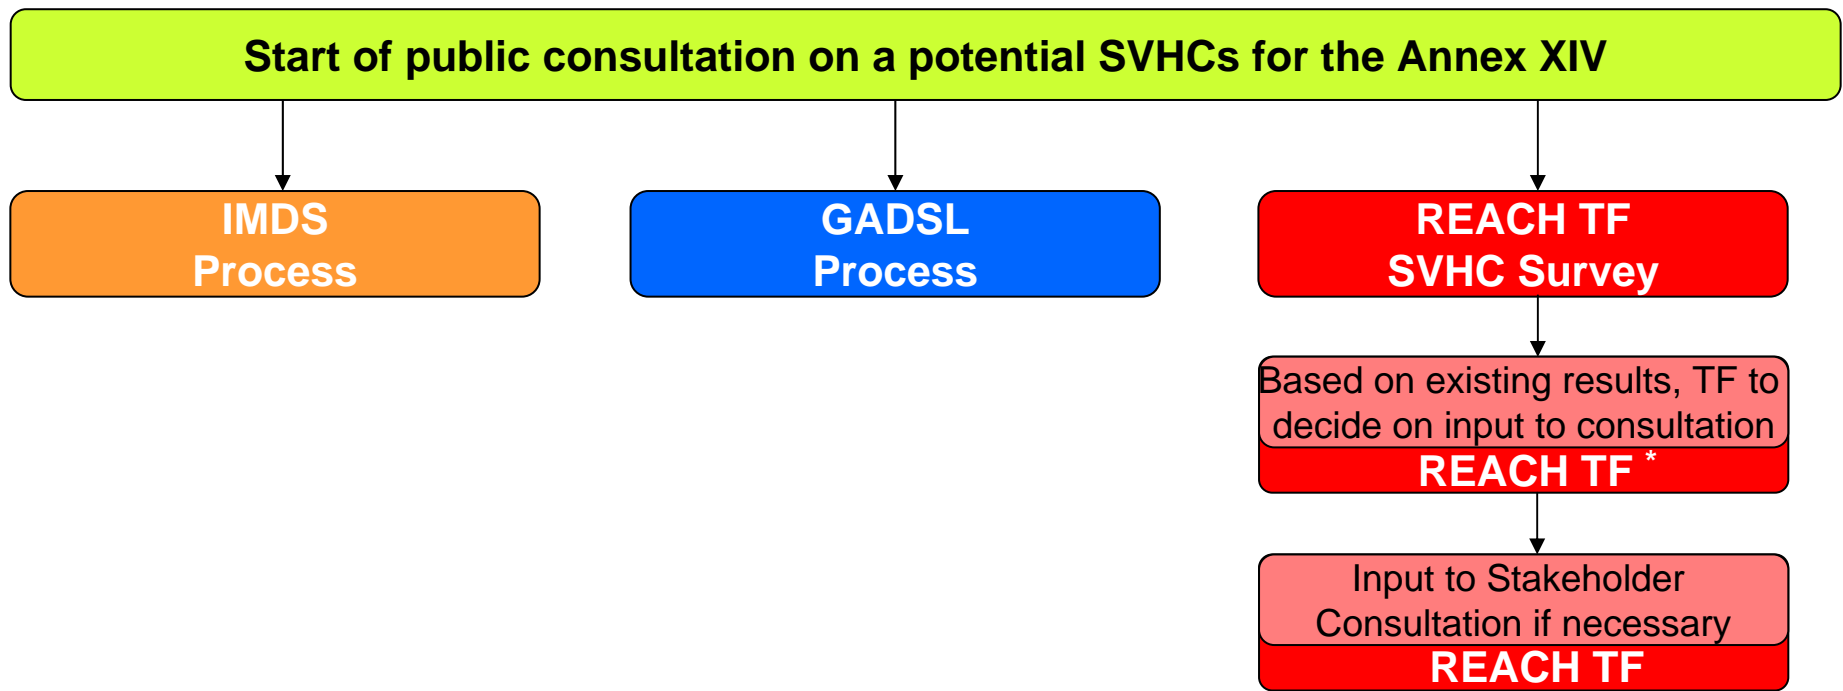 Start of public consultation on a potential SVHCs for the Annex XIV
IMDS
Process
GADSL
Process
REACH TF
SVHC Survey
Based on existing results, TF to
decide on input to consultation
REACH TF *
Input to Stakeholder
Consultation if necessary
REACH TF